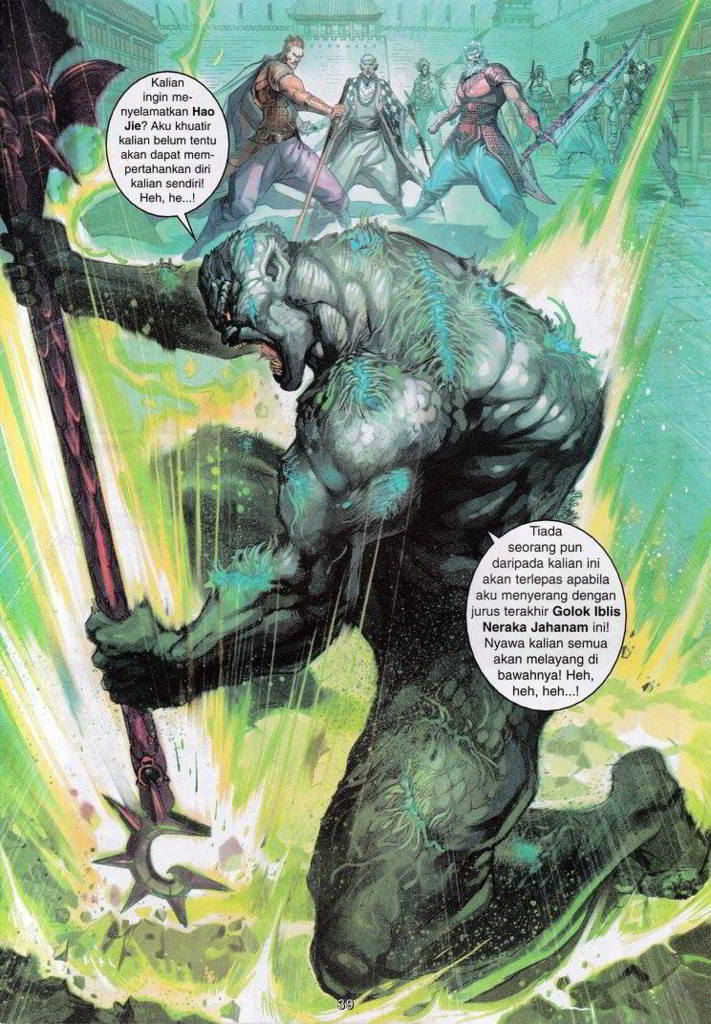 Kalian
ingin me-
nyelamatkan Hao
Jie? Aku khuatir
kalian belum tentu
akan dapat mem-
pertahankan diri
kalian sendiri!
Heh, he...!
Tiada
seorang pun
daripada kalian ini
akan terlepas apabila
aku menyerang dengan
jurus terakhir Golok Iblis
Neraka Jahanam ini!
Nyawa kalian semua
akan melayang di
bawahnya! Heh,
heh, heh...!
39